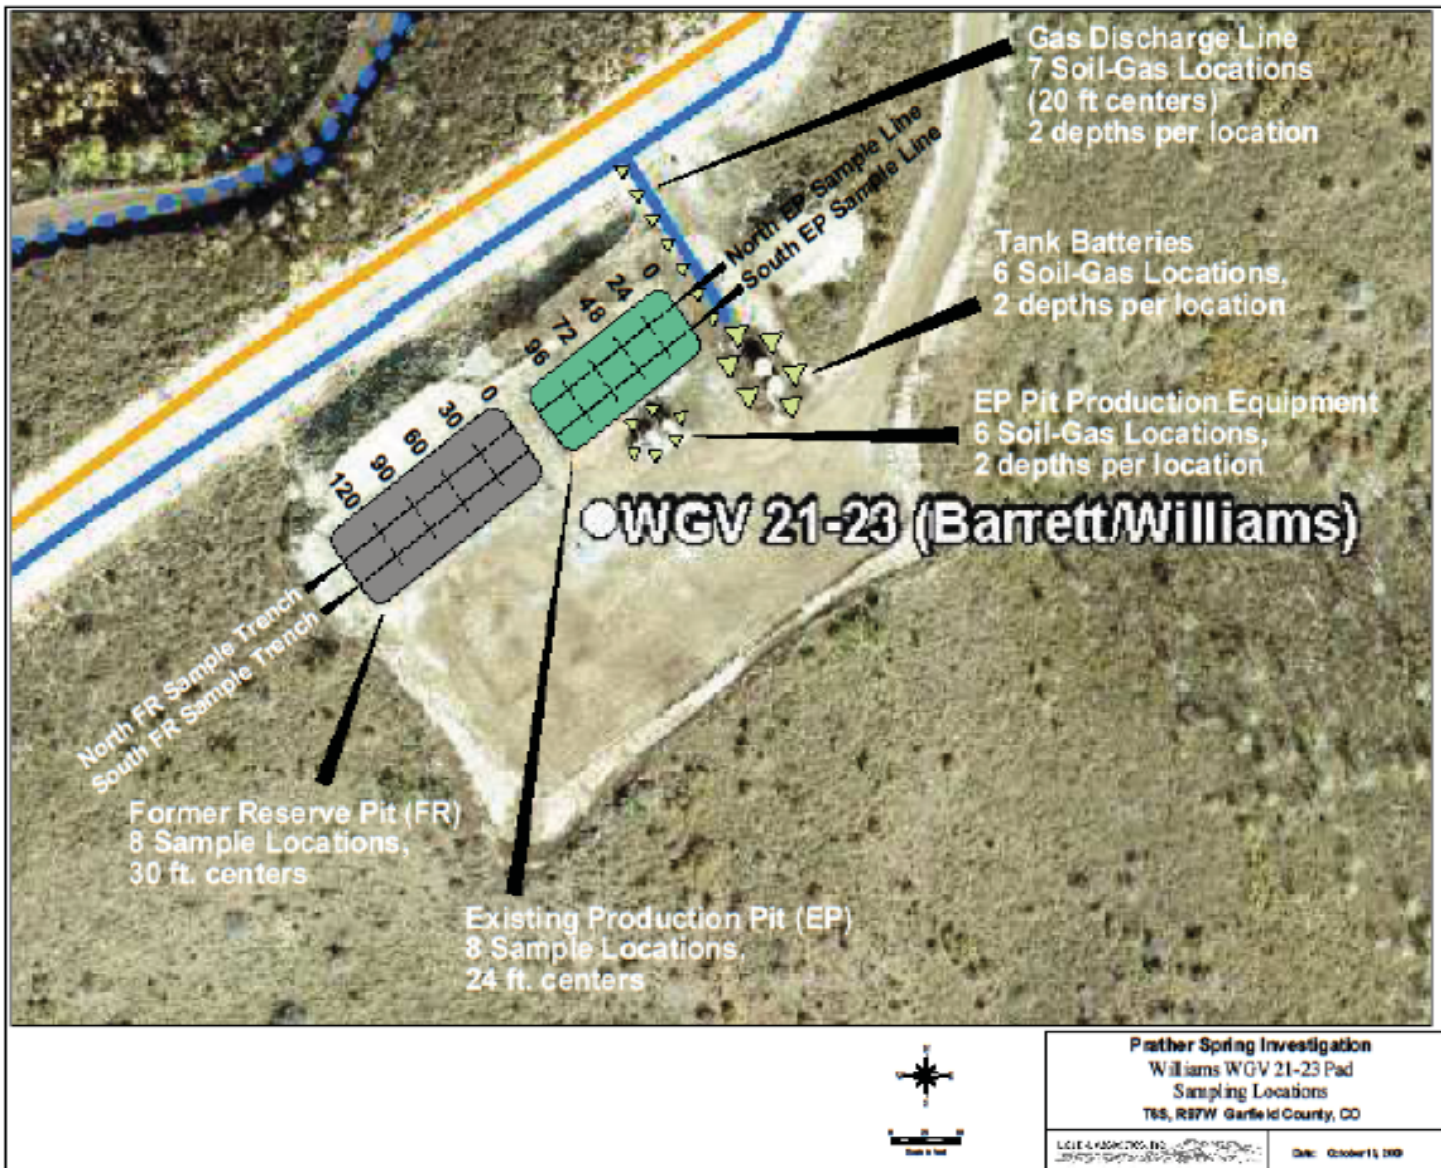 Gas Discharge Line
7 Soil-Gas Locations
(20 ft centers)
2 depths per location
North EP Sample Line
South EP Sample Line
Tank Batteries
6 Soil-Gas Locations,
2 depths per location
0
24
48
72
96
EP Pit Production Equipment
6 Soil-Gas Locations,
2 depths per location
0
30
60
90
120
WGV 21-23 (Barrett/Williams)
North FR Sample Trench
South FR Sample Trench
Former Reserve Pit (FR)
8 Sample Locations,
30 ft. centers
Existing Production Pit (EP)
8 Sample Locations,
24 ft. centers
Prather Spring Investigation
Williams WGV 21-23 Pad
Sampling Locations
T6S, R97W Garfield County, CO
Date: October